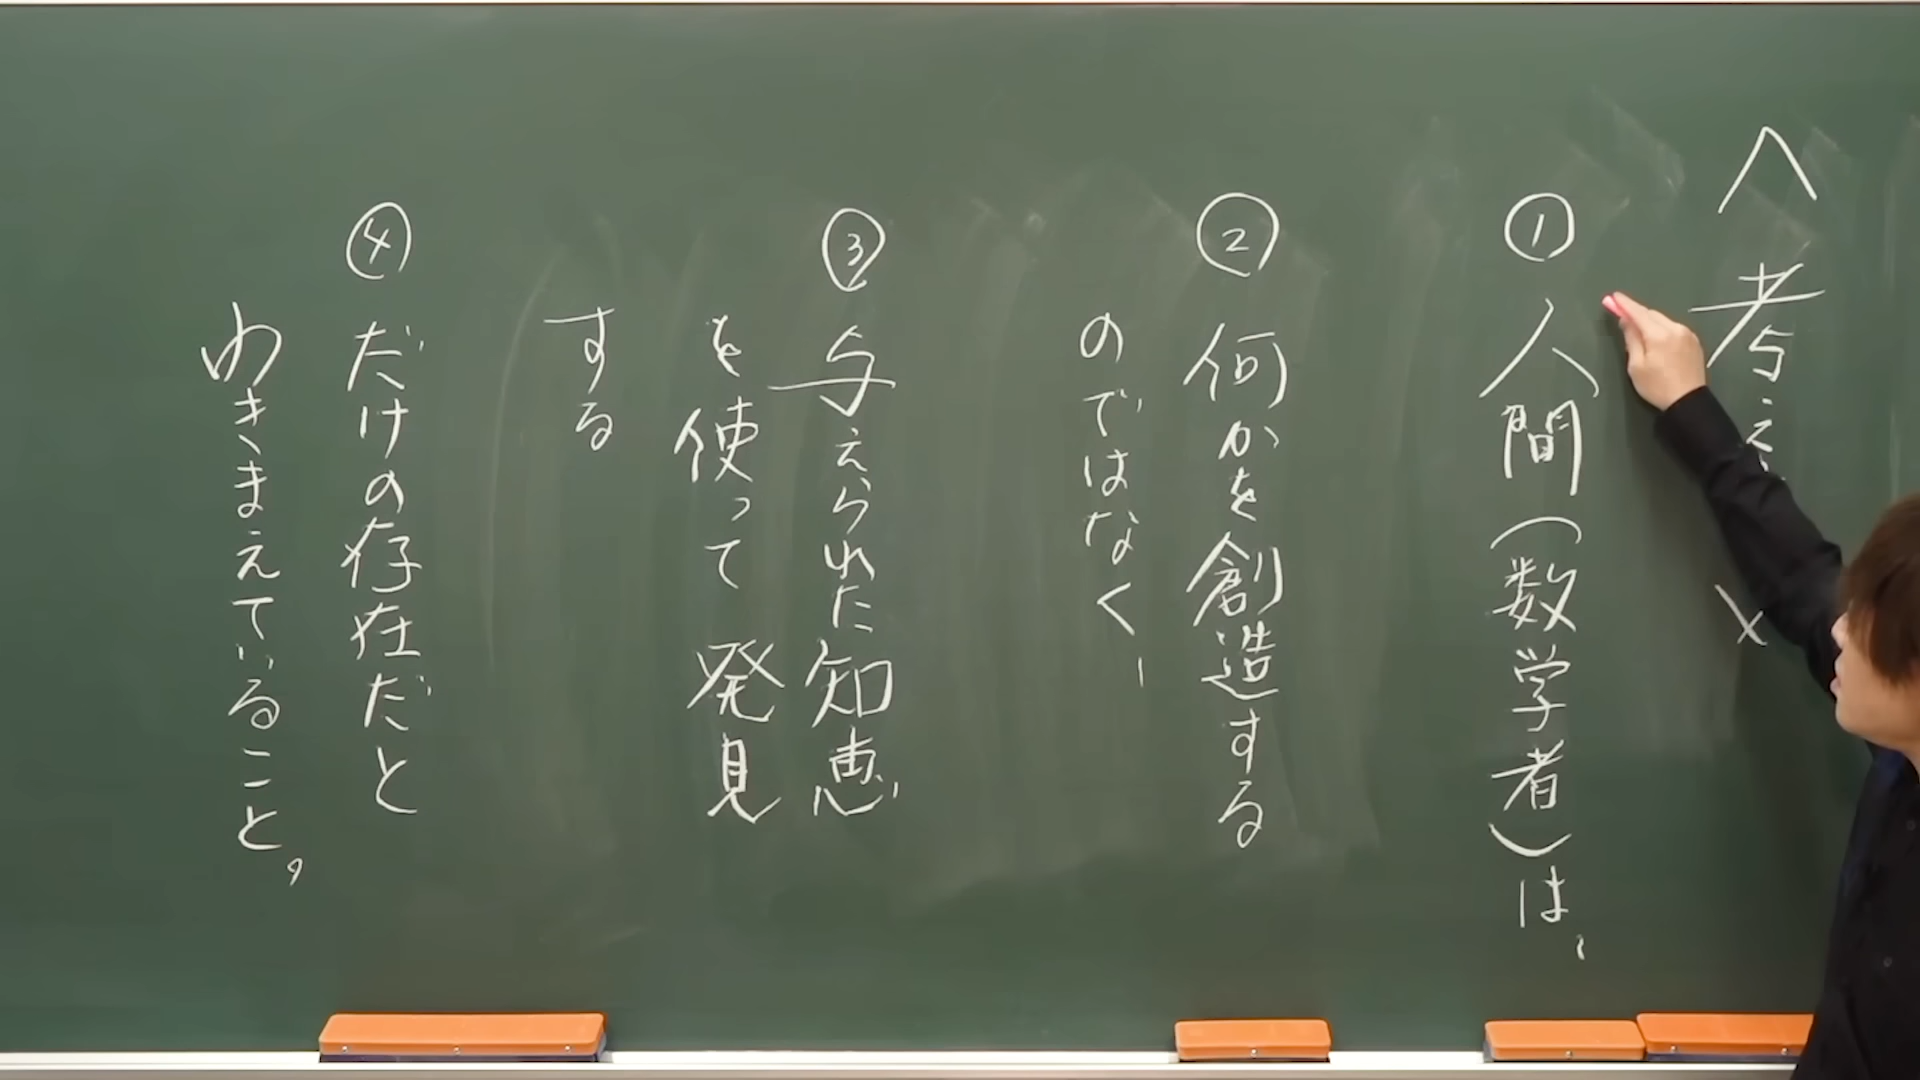 〈考え
① 人間(数学者)は、
② 何かを創造する
のではなく、
③ 与えられた知恵
を使って発見
する
④ だけの存在だと
わきまえていること。